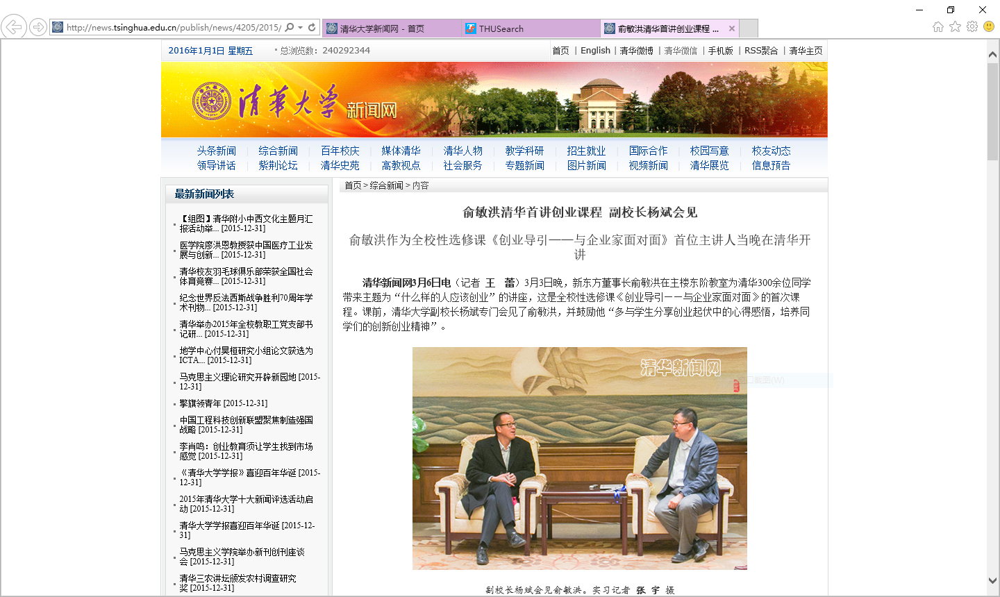 http://news.tsinghua.edu.cn/publish/news/4205/2015/
清华大学新闻网 - 首页
THUSearch
俞敏洪清华首讲创业课程 ...
2016年1月1日 星期五
总浏览数：240292344
首页 | English | 清华微博 | 清华微信 | 手机版 | RSS聚合 | 清华主页
清华大学 新闻网
头条新闻 | 综合新闻 | 百年校庆 | 媒体清华 | 清华人物 | 教学科研 | 招生就业 | 国际合作 | 校园写意 | 校友动态
领导讲话 | 紫荆论坛 | 清华史苑 | 高教视点 | 社会服务 | 专题新闻 | 图片新闻 | 视频新闻 | 清华展览 | 信息预告
最新新闻列表
【组图】清华附小中西文化主题月汇
报活动举... [2015-12-31]
医学院廖洪恩教授获中国医疗工业发
展与创新... [2015-12-31]
清华校友羽毛球俱乐部荣获全国社会
体育竞赛... [2015-12-31]
纪念世界反法西斯战争胜利70周年学
术刊物... [2015-12-31]
清华举办2015年全校教职工党支部书
记研... [2015-12-31]
地学中心付昊桓研究小组论文获选为
ICTA... [2015-12-31]
马克思主义理论研究开辟新园地 [2015-
12-31]
擎旗领青年 [2015-12-31]
中国工程科技创新联盟聚焦制造强国
战略 [2015-12-31]
李肖鸣：创业教育须让学生找到市场
感觉 [2015-12-31]
《清华大学学报》喜迎百年华诞 [2015-
12-31]
2015年清华大学十大新闻评选活动启
动 [2015-12-31]
清华大学学报喜迎百年华诞 [2015-12-
31]
马克思主义学院举办新刊创刊座谈
会 [2015-12-31]
清华三农讲坛颁发农村调查研究
奖 [2015-12-31]
首页 > 综合新闻 > 内容
俞敏洪清华首讲创业课程 副校长杨斌会见
俞敏洪作为全校性选修课《创业导引——与企业家面对面》首位主讲人当晚在清华开
讲
清华新闻网3月6日电（记者 王 蕾）3月3日晚，新东方董事长俞敏洪在主楼东阶教室为清华300余位同学
带来主题为“什么样的人应该创业”的讲座，这是全校性选修课《创业导引——与企业家面对面》的首次课
程。课前，清华大学副校长杨斌专门会见了俞敏洪，并鼓励他“多与学生分享创业起伏中的心得感悟，培养同
学们的创新创业精神”。
清华新闻网
窗口截图(W)
副校长杨斌会见俞敏洪。实习记者 张 宇 摄